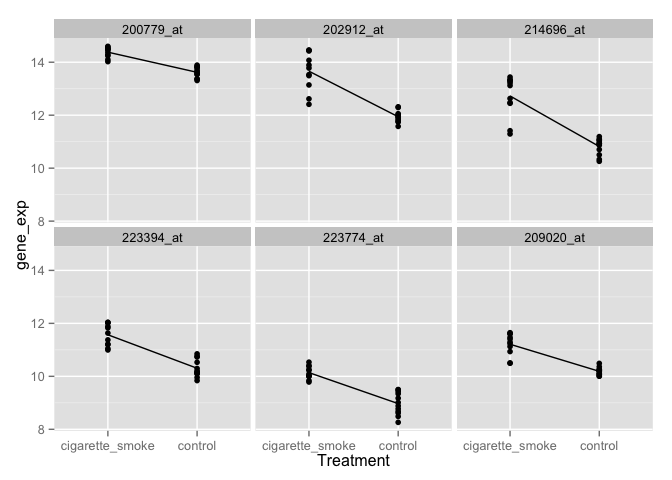 200779_at 202912_at 214696_at
14
12
10
8
223394_at 223774_at 209020_at
14
12
10
8
gene_exp
cigarette_smoke control cigarette_smoke control cigarette_smoke control
Treatment